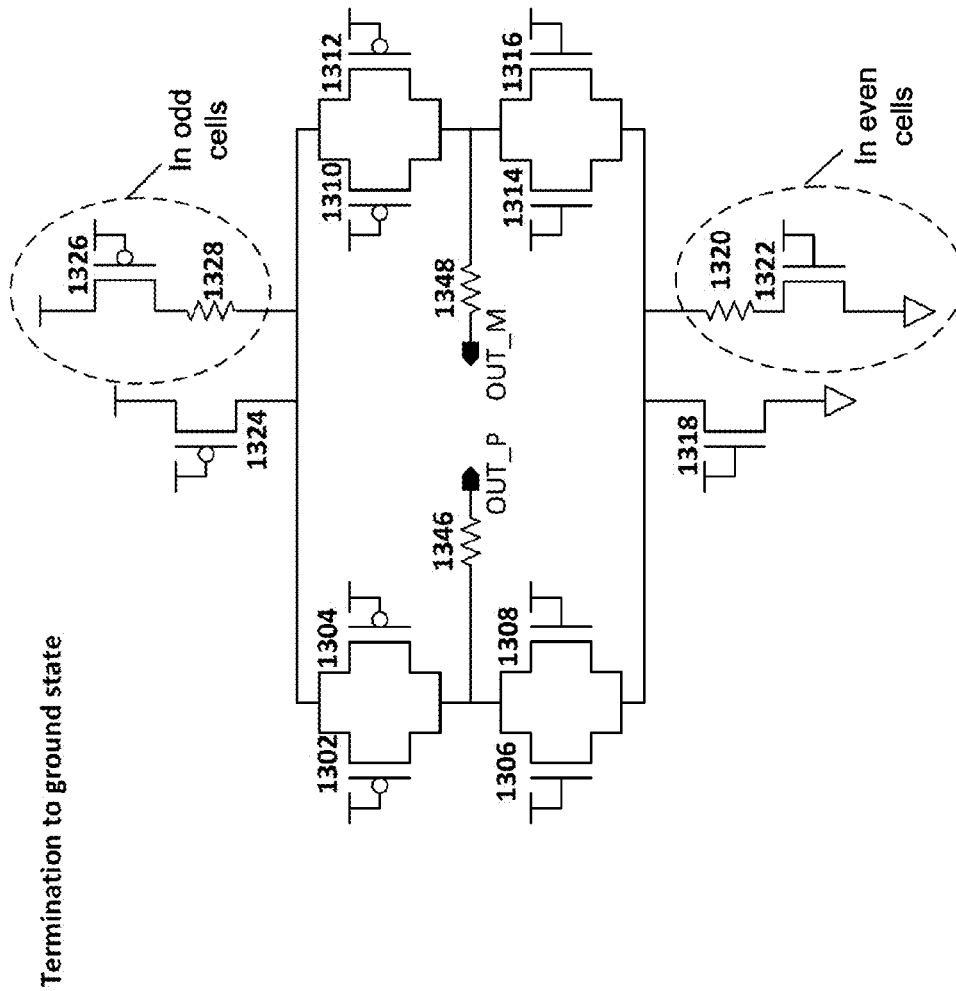 Termination to ground state
In odd
cells
1326
1328
1324
1302
1304
1310
1312
1346
OUT_P
OUT_M
1348
1306
1308
1314
1316
1318
1320
1322
In even
cells